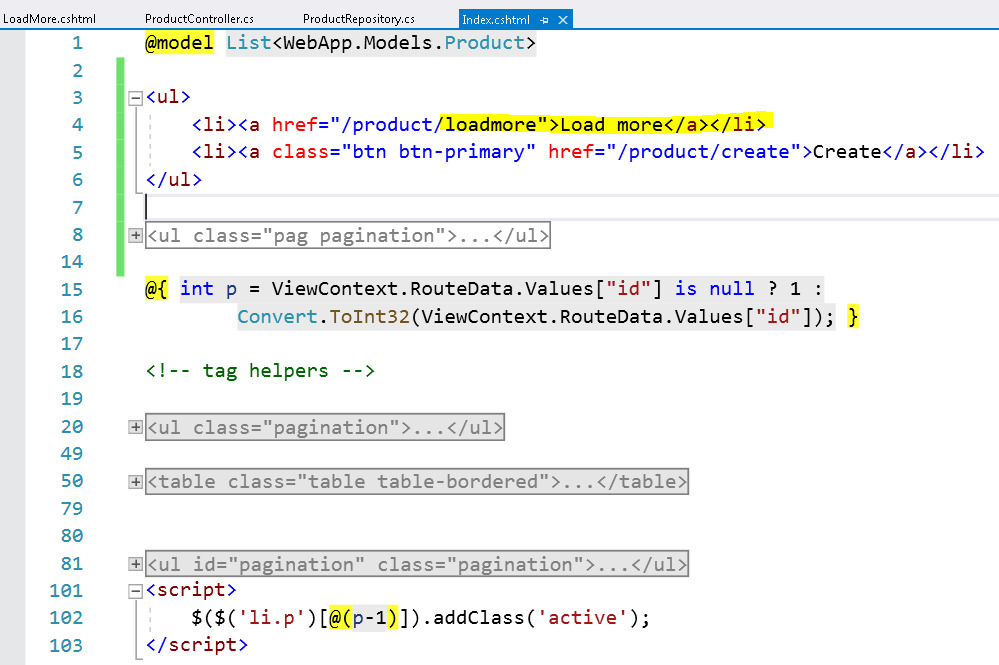 LoadMore.cshtml ProductController.cs ProductRepository.cs Index.cshtml
1 @model List<WebApp.Models.Product>
2
3 <ul>
4 <li><a href="/product/loadmore">Load more</a></li>
5 <li><a class="btn btn-primary" href="/product/create">Create</a></li>
6 </ul>
7
8 <ul class="pag pagination">...</ul>
14
15 @{ int p = ViewContext.RouteData.Values["id"] is null ? 1 :
16 Convert.ToInt32(ViewContext.RouteData.Values["id"]); }
17
18 <!-- tag helpers -->
19
20 <ul class="pagination">...</ul>
49
50 <table class="table table-bordered">...</table>
79
80
81 <ul id="pagination" class="pagination">...</ul>
101 <script>
102 $($('li.p')[@(p-1)]).addClass('active');
103 </script>